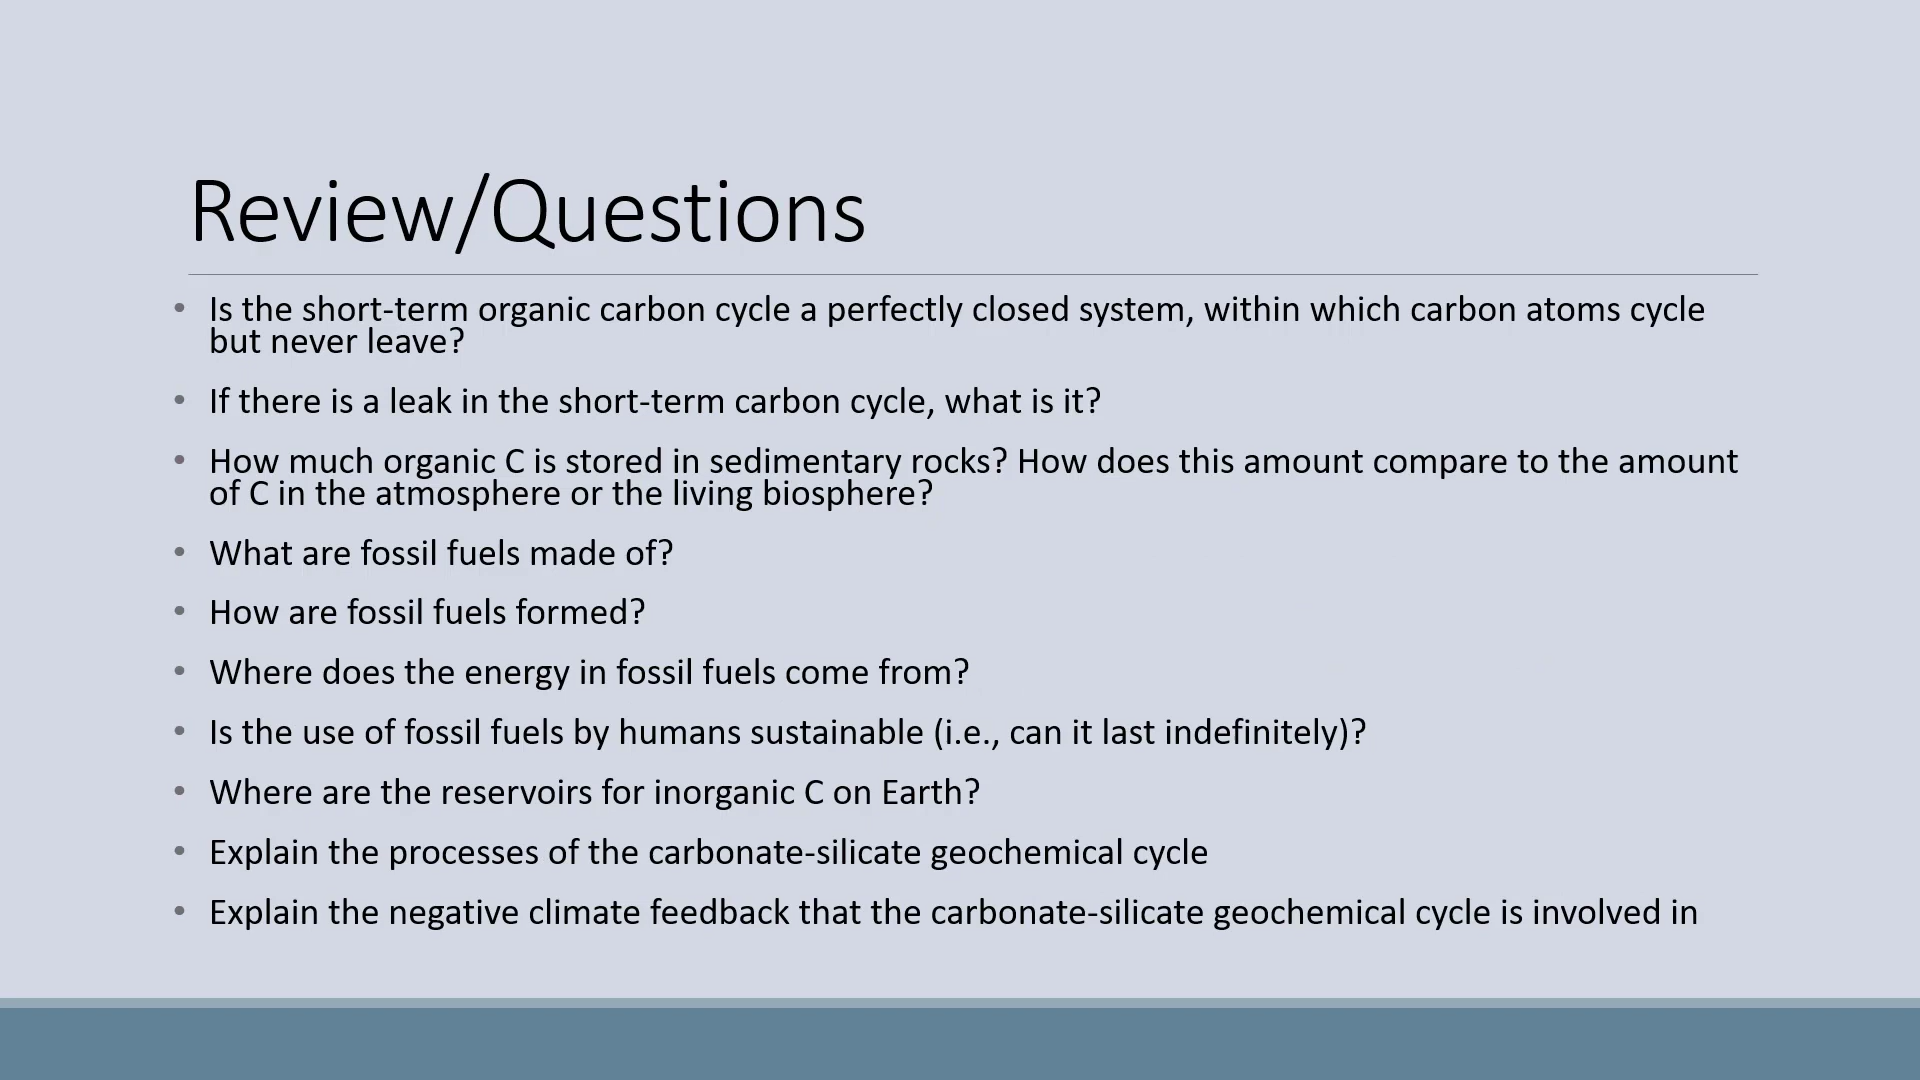 Review/Questions
• Is the short-term organic carbon cycle a perfectly closed system, within which carbon atoms cycle
but never leave?
• If there is a leak in the short-term carbon cycle, what is it?
• How much organic C is stored in sedimentary rocks? How does this amount compare to the amount
of C in the atmosphere or the living biosphere?
• What are fossil fuels made of?
• How are fossil fuels formed?
• Where does the energy in fossil fuels come from?
• Is the use of fossil fuels by humans sustainable (i.e., can it last indefinitely)?
• Where are the reservoirs for inorganic C on Earth?
• Explain the processes of the carbonate-silicate geochemical cycle
• Explain the negative climate feedback that the carbonate-silicate geochemical cycle is involved in